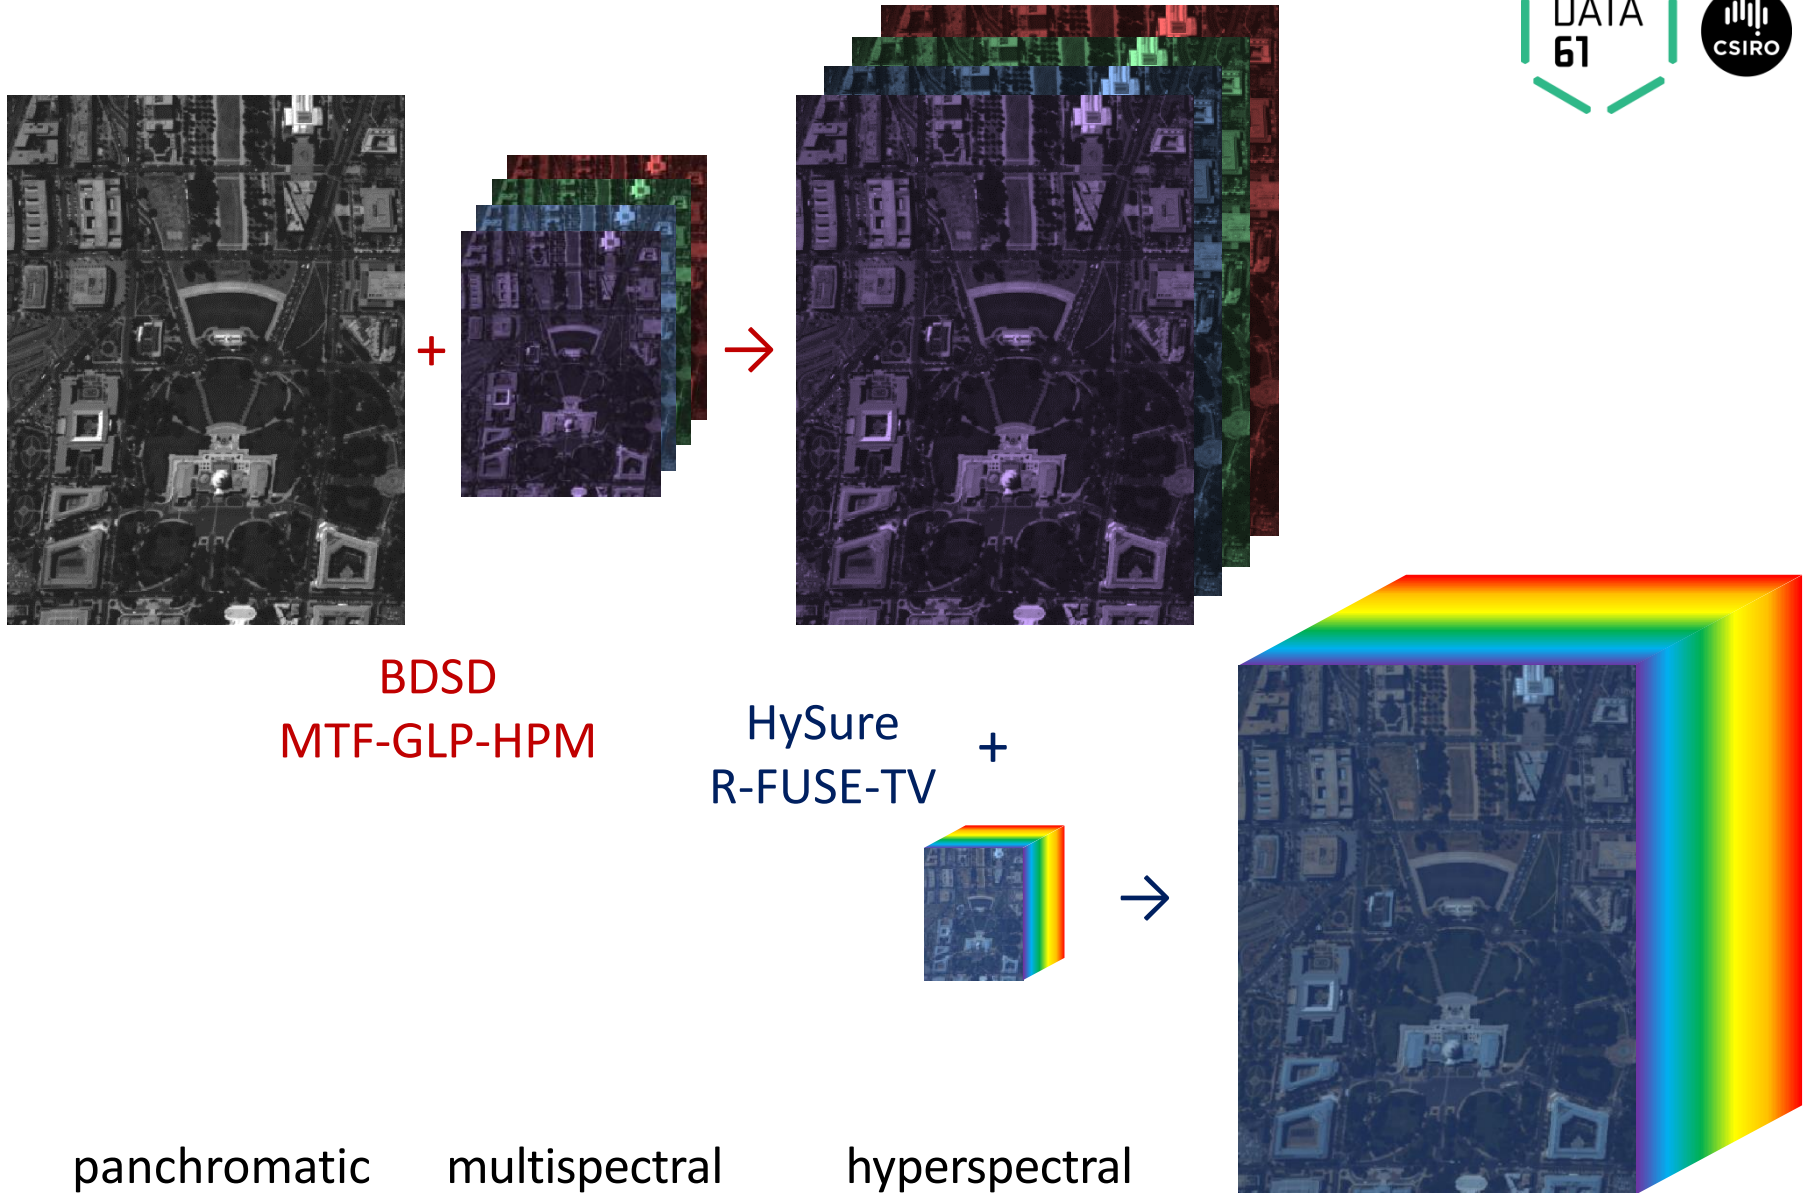 DATA
61
CSIRO
+
→
BDSD
MTF-GLP-HPM
HySure
R-FUSE-TV
+
→
panchromatic
multispectral
hyperspectral